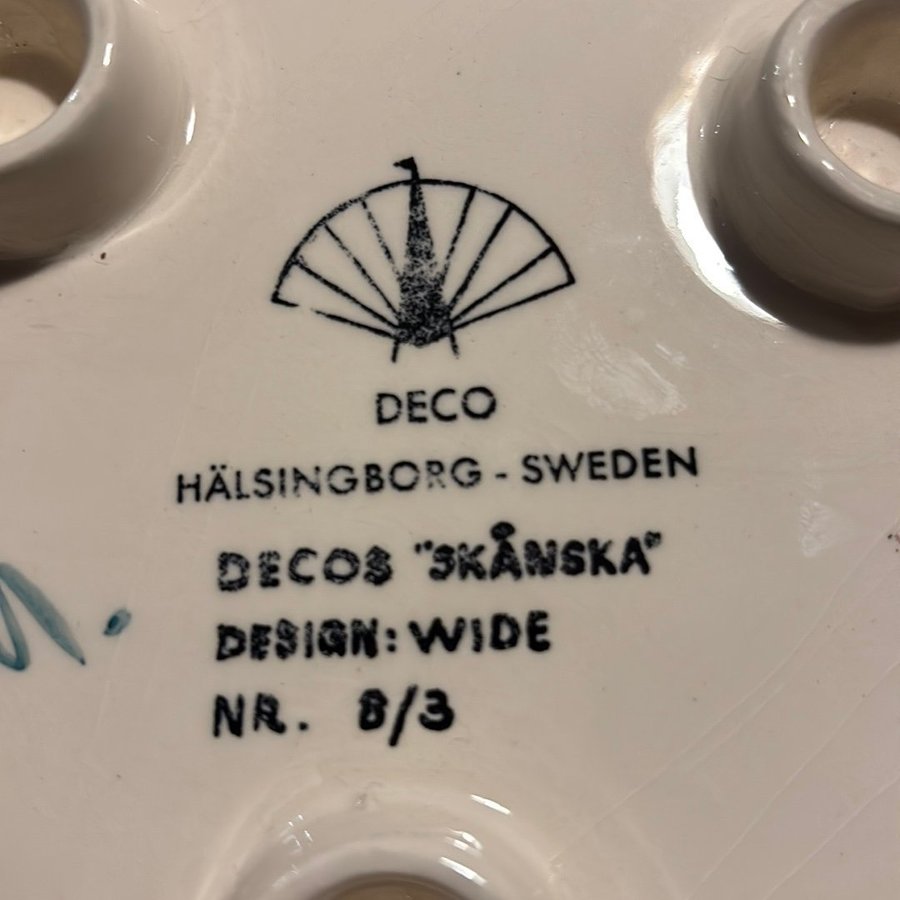 DECO
HÄLSINGBORG - SWEDEN
DECOS "SKÅNSKA"
DESIGN: WIDE
NR. 8/3